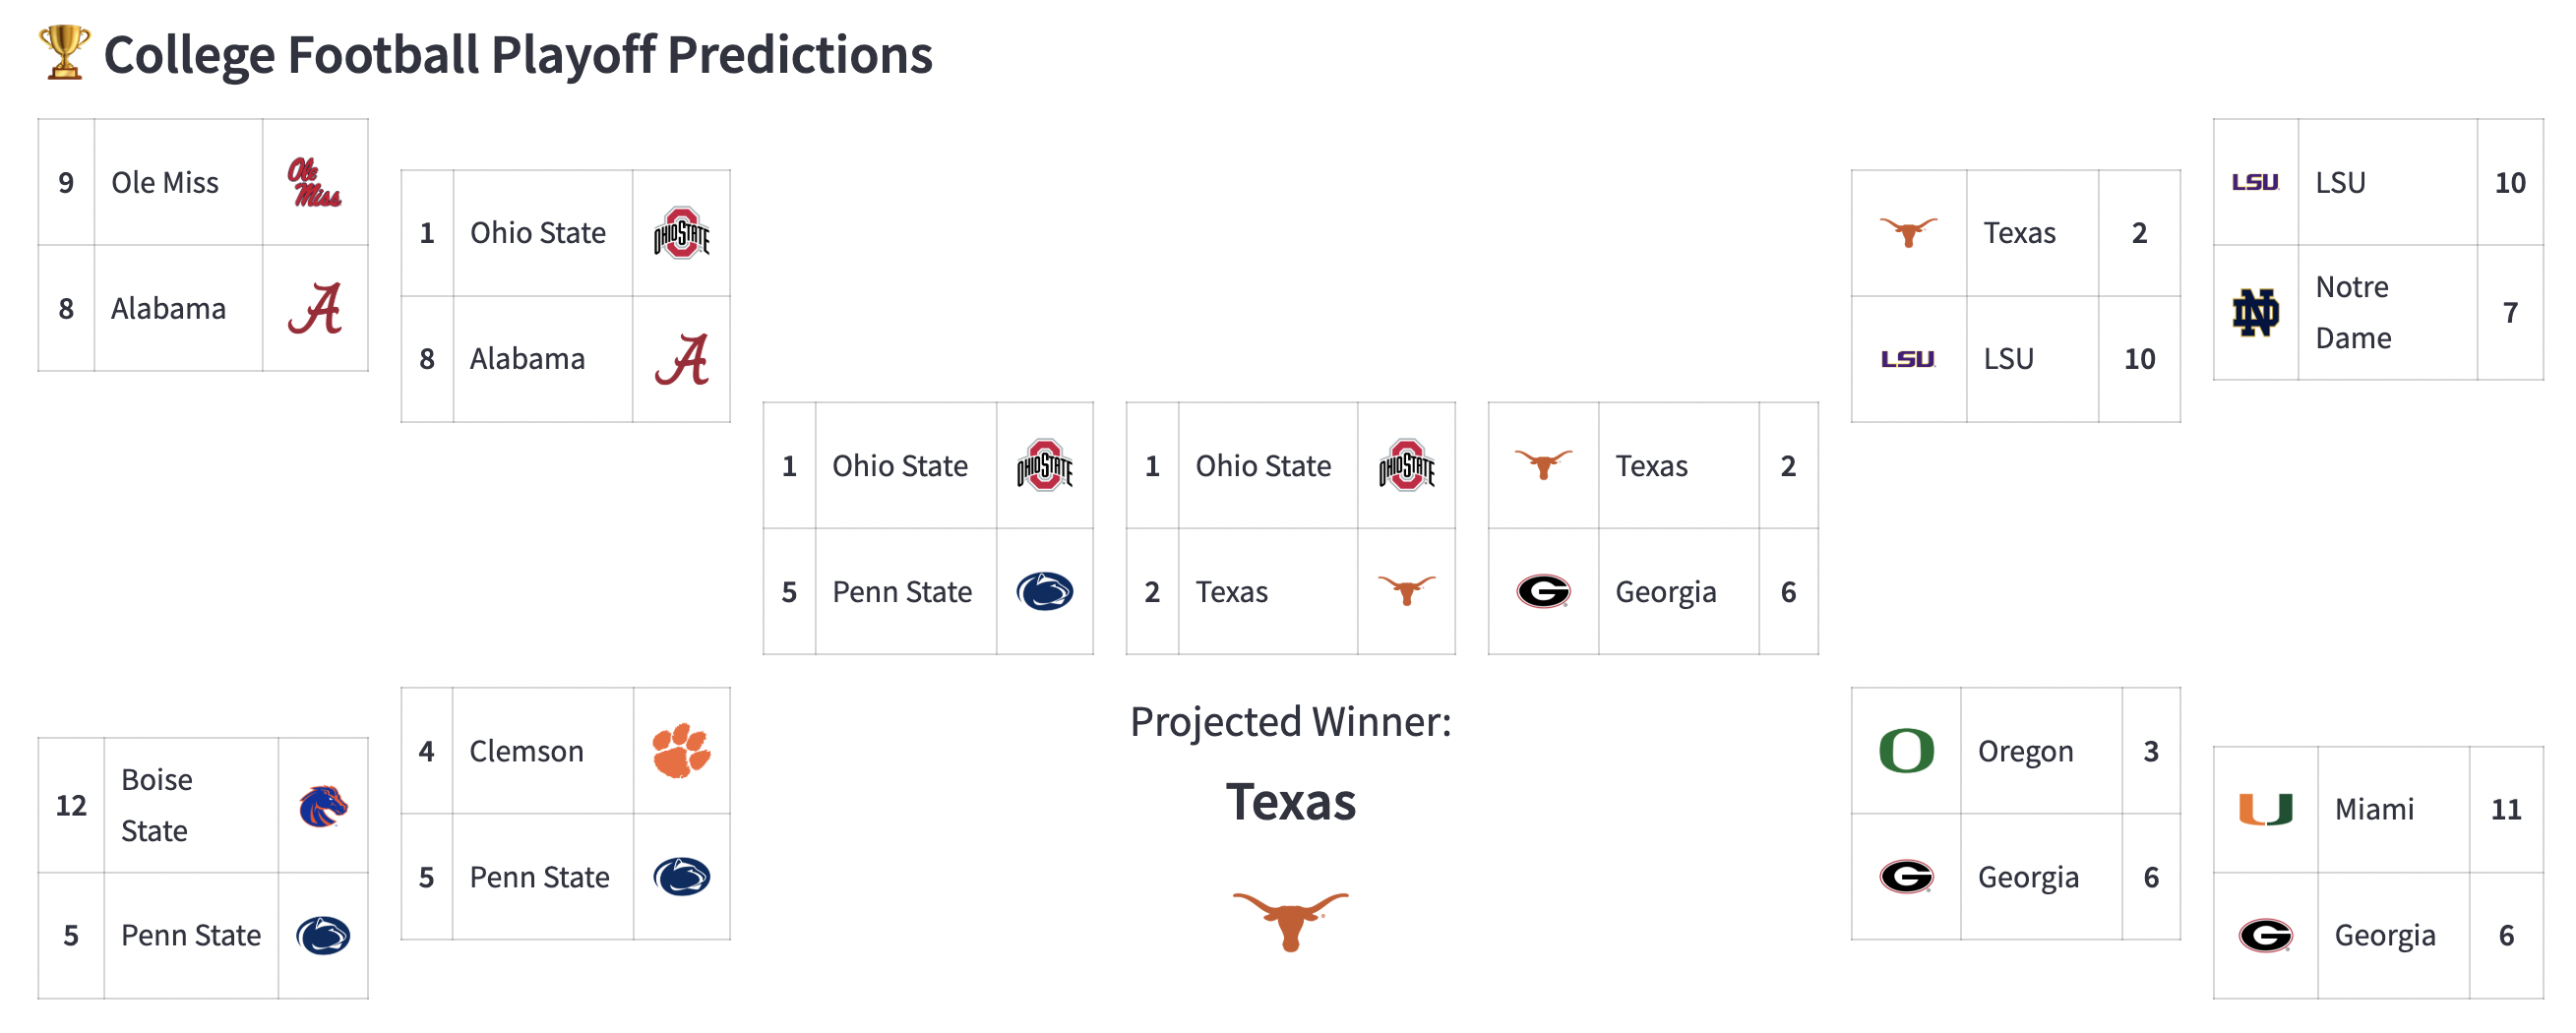 🏆 College Football Playoff Predictions
9 Ole Miss Ole Miss
8 Alabama A
1 Ohio State OHIO STATE
8 Alabama A
1 Ohio State OHIO STATE
5 Penn State
1 Ohio State OHIO STATE
2 Texas
Texas 2
G Georgia 6
Texas 2
LSU LSU 10
LSU LSU 10
ND Notre
Dame
7
12 Boise
State
5 Penn State
4 Clemson
5 Penn State
Projected Winner:
Texas
O Oregon 3
G Georgia 6
U Miami 11
G Georgia 6